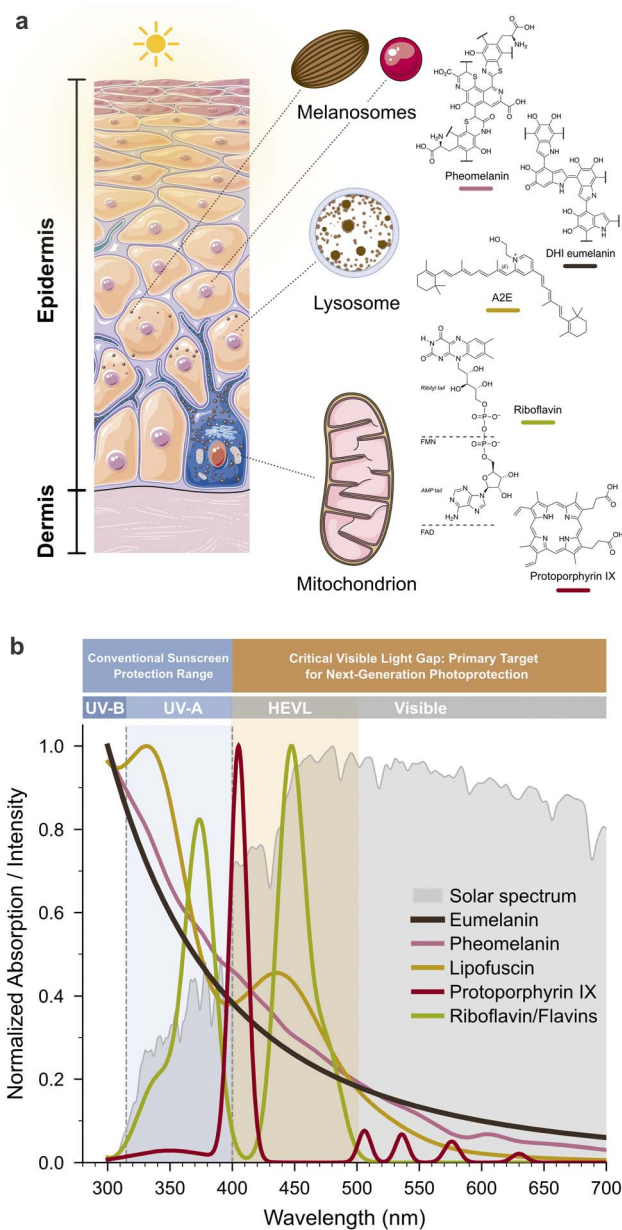 a
Melanosomes
Epidermis
Dermis
Lysosome
Mitochondrion
Pheomelanin
DHI eumelanin
A2E
Riboflavin
Ribityl tail
FMN
AMP tail
FAD
Protoporphyrin IX
b
Conventional Sunscreen
Protection Range
Critical Visible Light Gap: Primary Target
for Next-Generation Photoprotection
UV-B
UV-A
HEVL
Visible
Normalized Absorption / Intensity
1.0
0.8
0.6
0.4
0.2
0.0
Solar spectrum
Eumelanin
Pheomelanin
Lipofuscin
Protoporphyrin IX
Riboflavin/Flavins
300
350
400
450
500
550
600
650
700
Wavelength (nm)